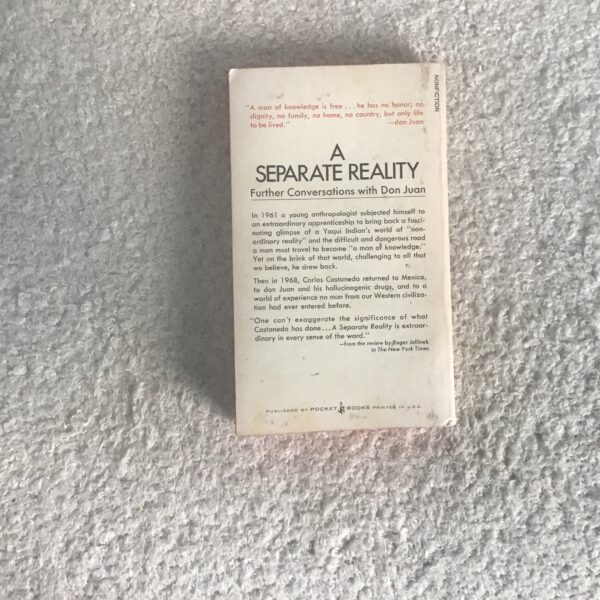 NONFICTION
"A man of knowledge is free . . . he has no honor, no
dignity, no family, no home, no country, but only life
to be lived."
—don Juan
A
SEPARATE REALITY
Further Conversations with Don Juan
In 1961 a young anthropologist subjected himself to
an extraordinary apprenticeship to bring back a fasci-
nating glimpse of a Yaqui Indian's world of "non-
ordinary reality" and the difficult and dangerous road
a man must travel to become "a man of knowledge."
Yet on the brink of that world, challenging to all that
we believe, he drew back.
Then in 1968, Carlos Castaneda returned to Mexico,
to don Juan and his hallucinogenic drugs, and to a
world of experience no man from our Western civiliza-
tion had ever entered before.
"One can't exaggerate the significance of what
Castaneda has done . . . A Separate Reality is extraor-
dinary in every sense of the word."
—from the review by Roger Jellinek
in The New York Times
PUBLISHED BY POCKET BOOKS PRINTED IN U.S.A.